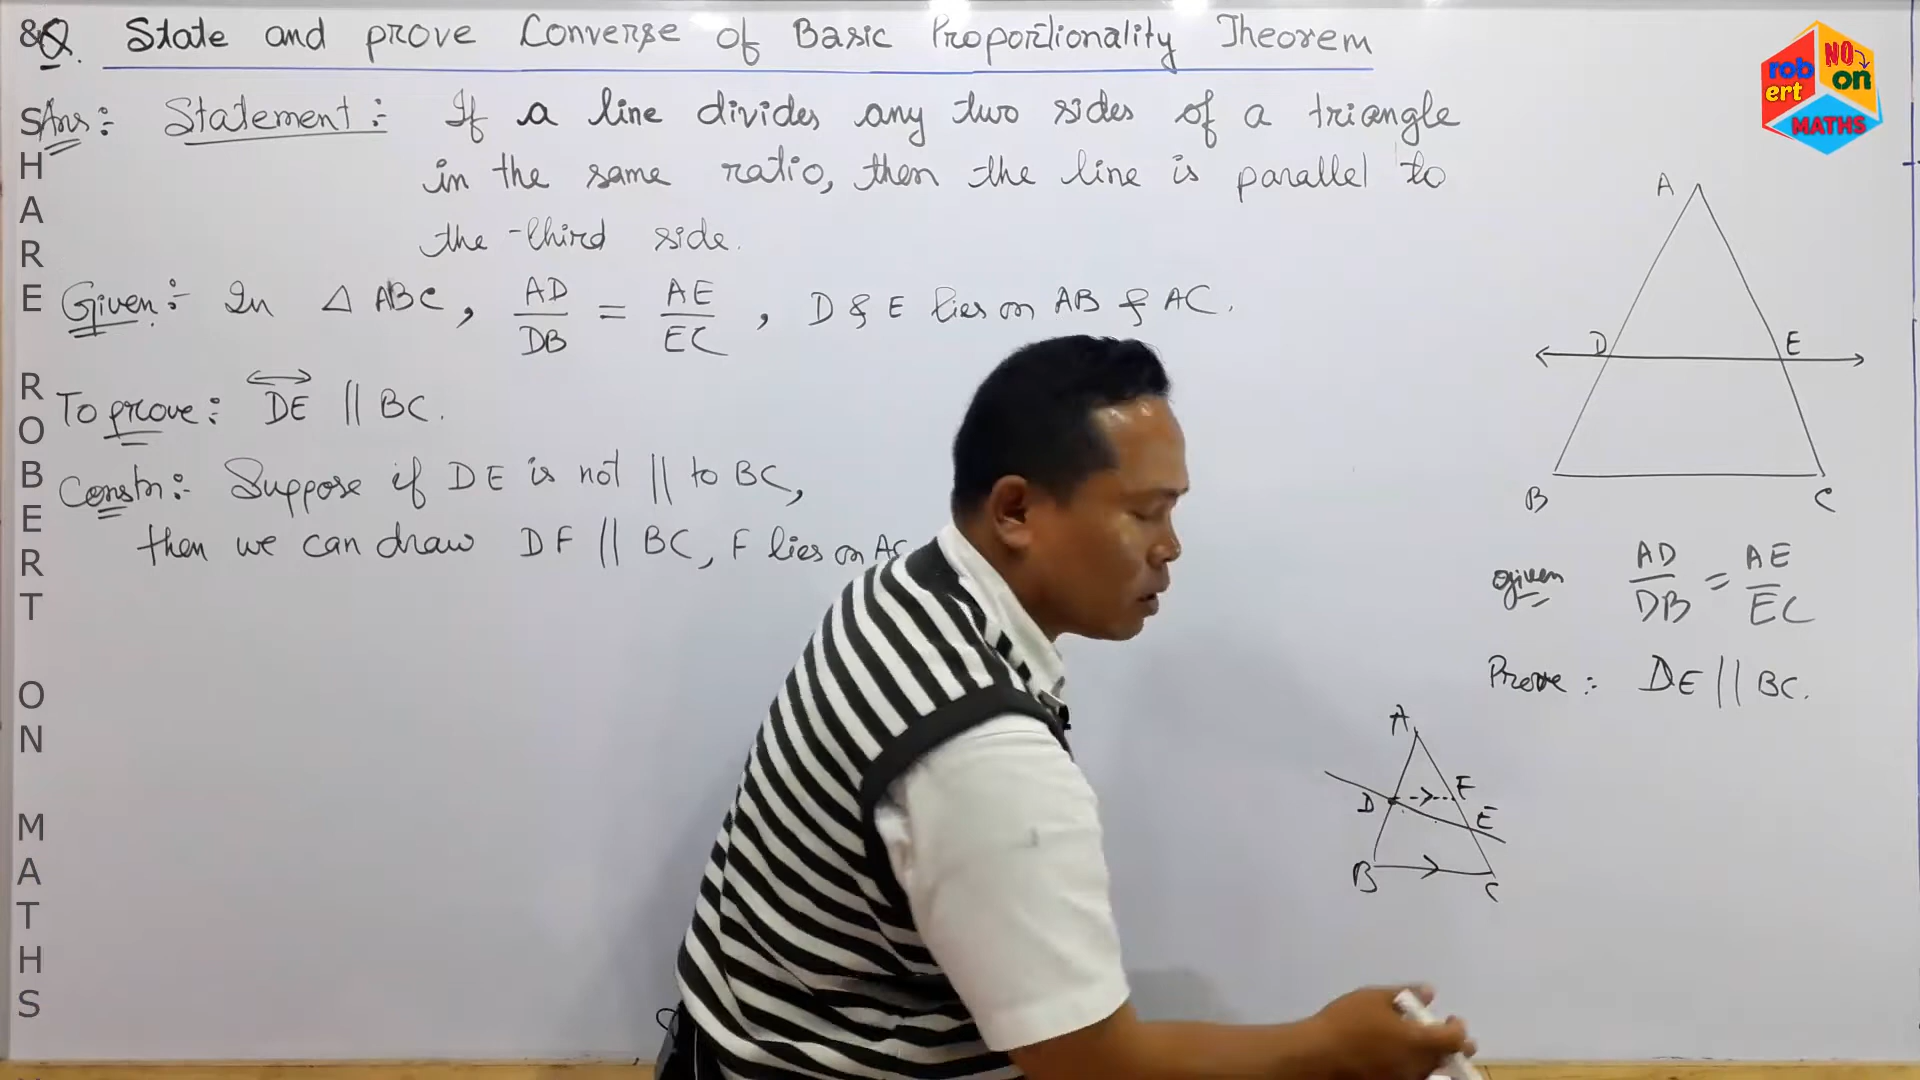 Q. State and prove Converse of Basic Proportionality Theorem
Ans:- Statement:- If a line divides any two sides of a triangle
in the same ratio, then the line is parallel to
the third side.
Given:- In △ ABC, AD/DB = AE/EC, D & E lies on AB & AC.
To prove:- DE || BC.
Constn:- Suppose if DE is not || to BC,
then we can draw DF || BC, F lies on AC
A
D E
B C
given AD/DB = AE/EC
Prove:- DE || BC.
A
D F
E
B C
& SHARE ROBERT ON MATHS
robert NO on MATHS